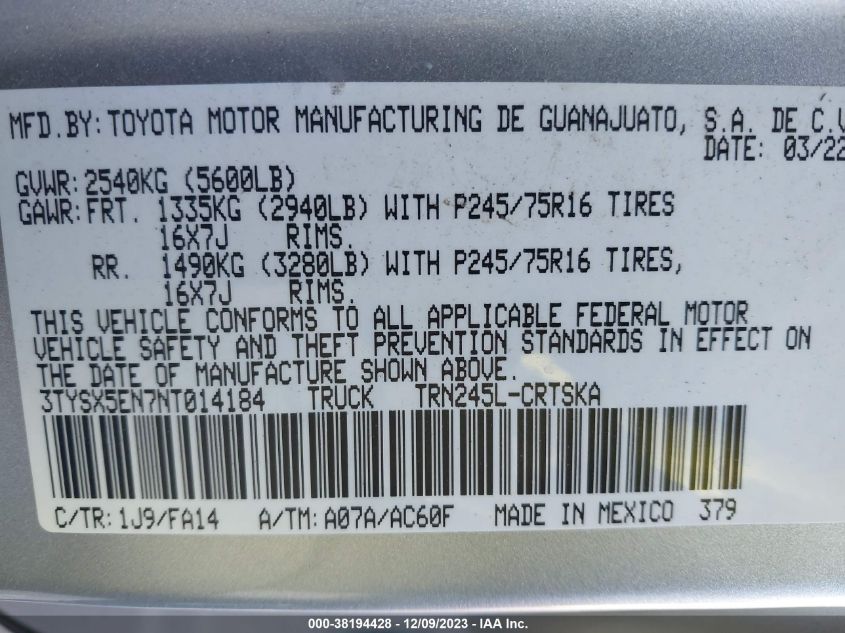 MFD.BY: TOYOTA MOTOR MANUFACTURING DE GUANAJUATO, S.A. DE C.V
DATE: 03/22
GVWR: 2540KG (5600LB)
GAWR: FRT. 1335KG (2940LB) WITH P245/75R16 TIRES
16X7J RIMS.
RR. 1490KG (3280LB) WITH P245/75R16 TIRES,
16X7J RIMS.
THIS VEHICLE CONFORMS TO ALL APPLICABLE FEDERAL MOTOR
VEHICLE SAFETY AND THEFT PREVENTION STANDARDS IN EFFECT ON
THE DATE OF MANUFACTURE SHOWN ABOVE.
3TYSX5EN7NT014184 TRUCK TRN245L-CRTSKA
C/TR: 1J9/FA14 A/TM: A07A/AC60F MADE IN MEXICO 379
000-38194428 - 12/09/2023 - IAA Inc.